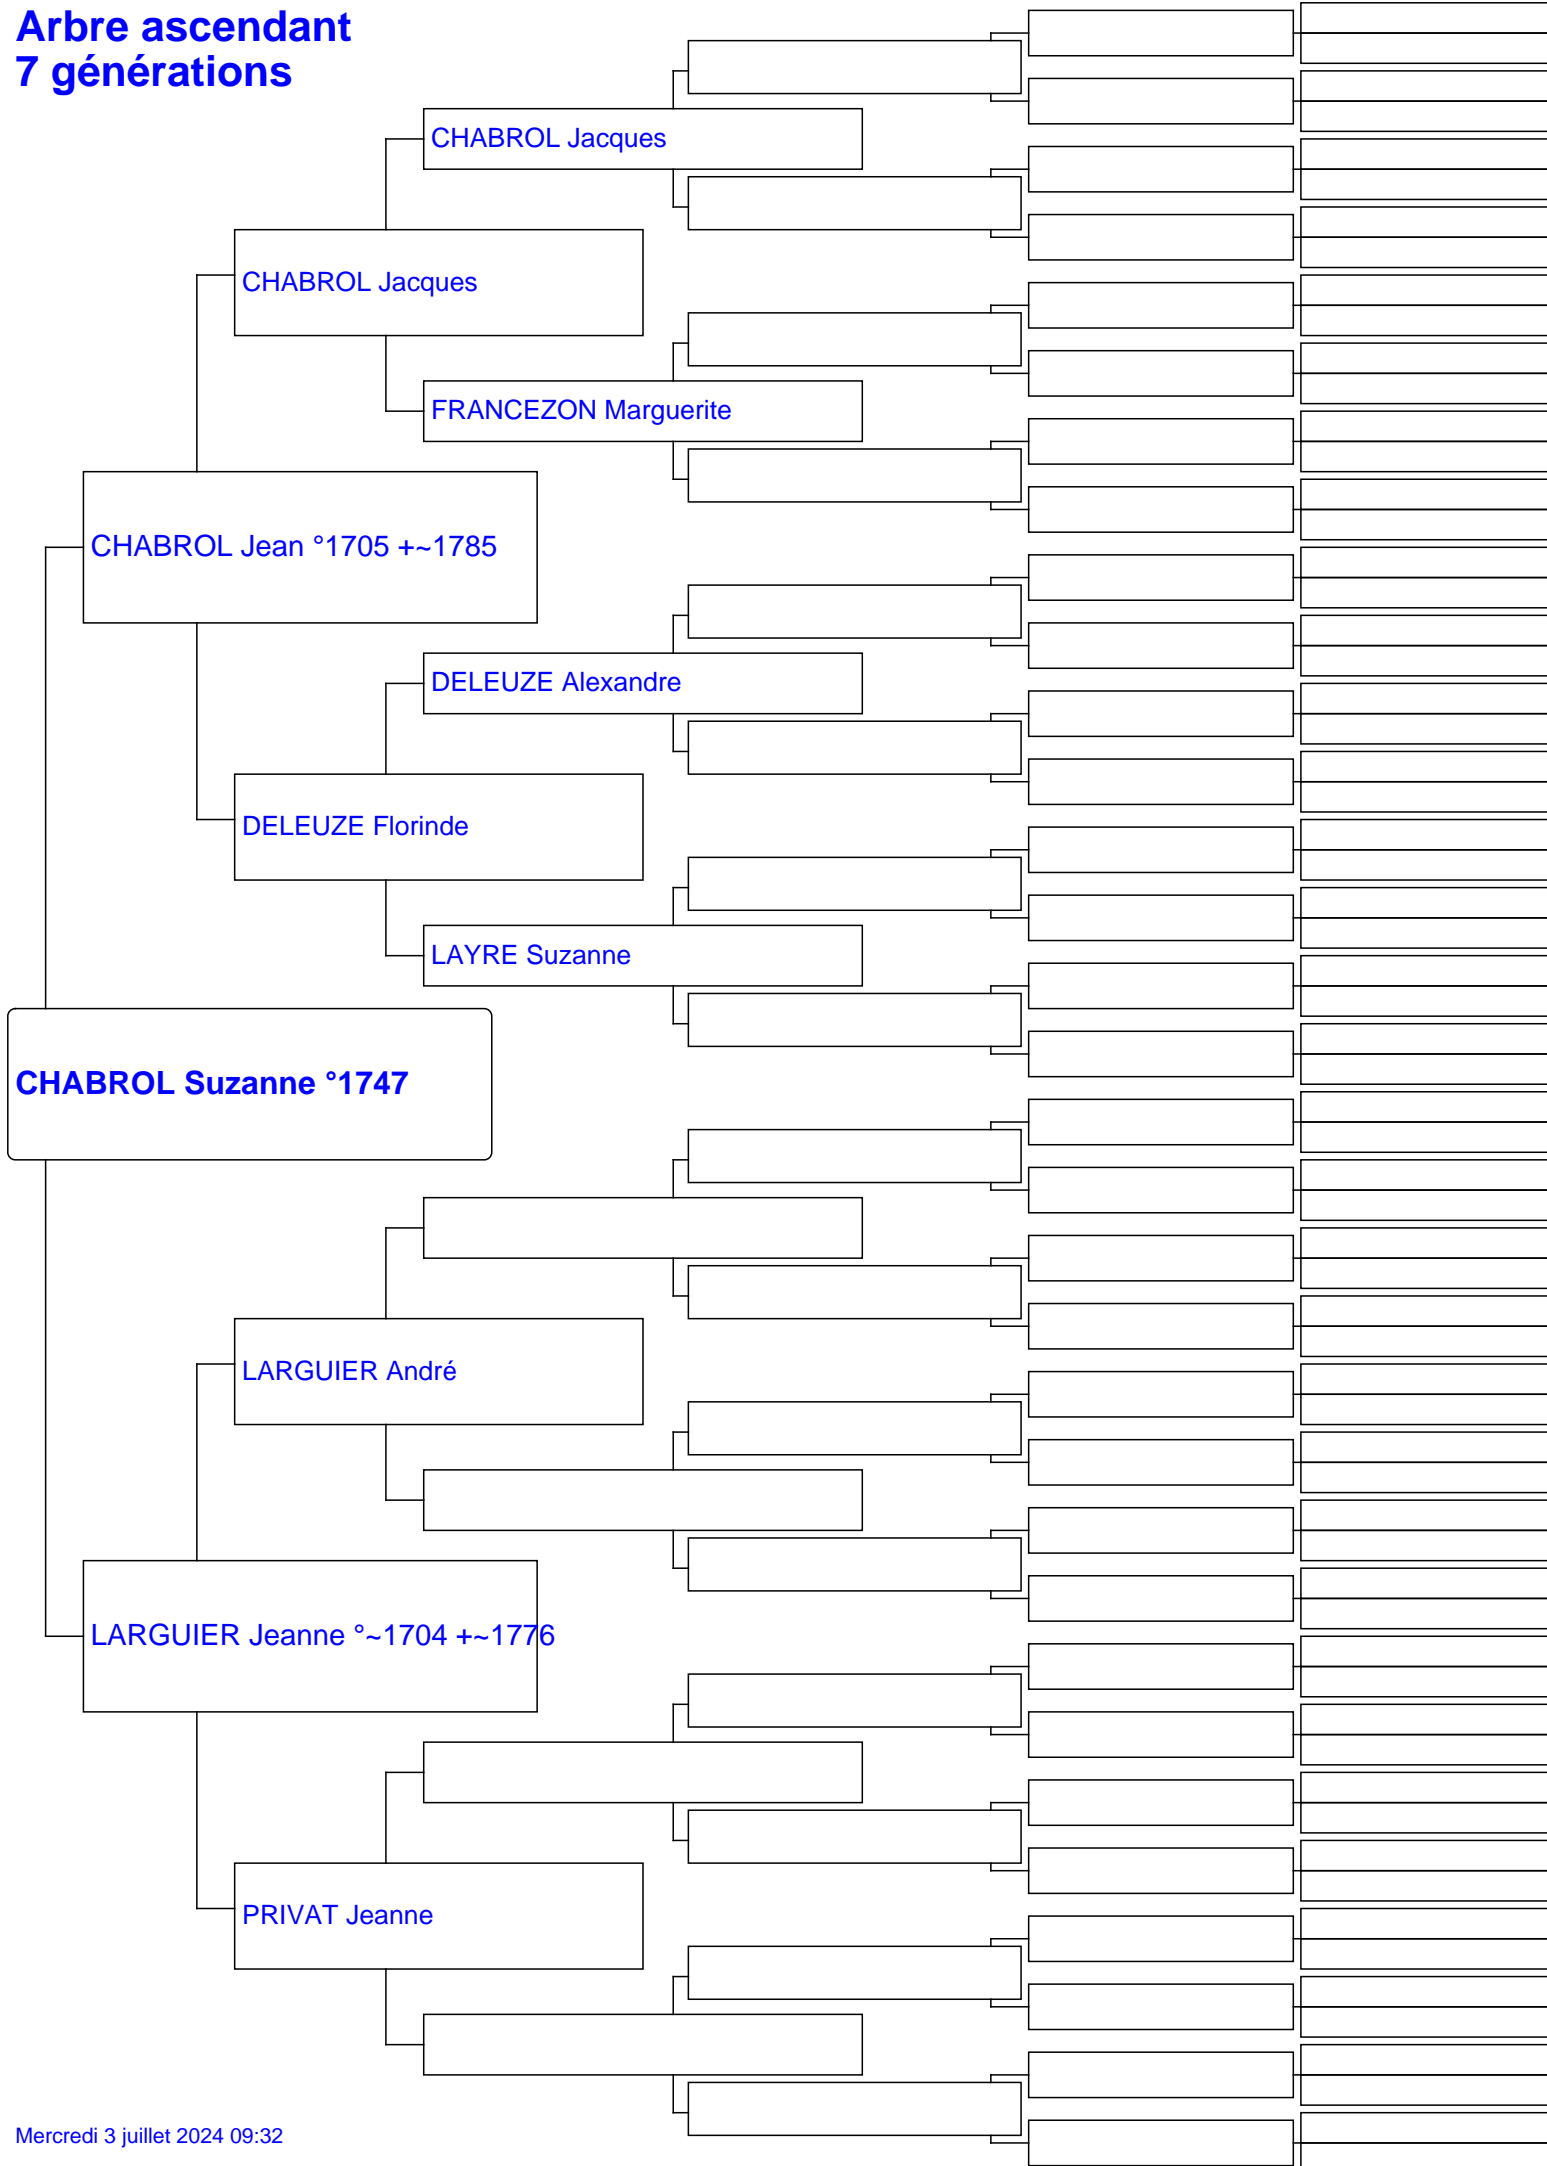 Arbre ascendant
7 générations
CHABROL Jacques
CHABROL Jacques
FRANCEZON Marguerite
CHABROL Jean °1705 +~1785
DELEUZE Alexandre
DELEUZE Florinde
LAYRE Suzanne
CHABROL Suzanne °1747
LARGUIER André
LARGUIER Jeanne °~1704 +~1776
PRIVAT Jeanne
Mercredi 3 juillet 2024 09:32